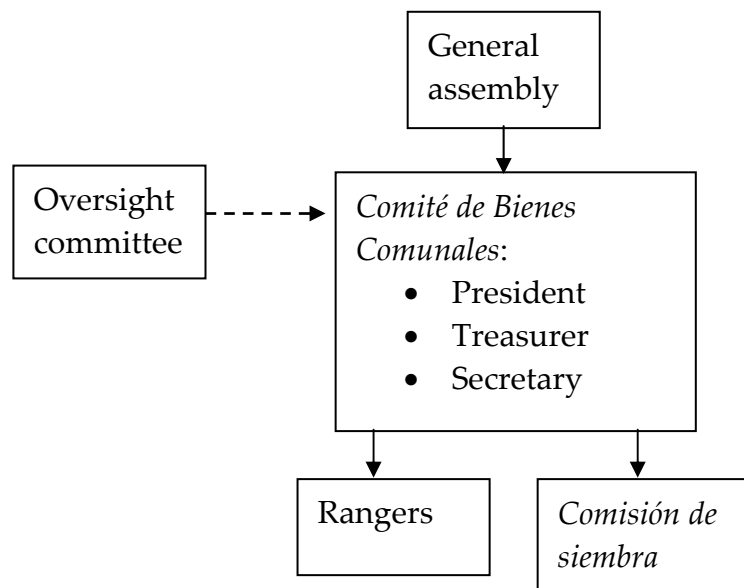 General
assembly
Oversight
committee
Comité de Bienes
Comunales:
• President
• Treasurer
• Secretary
Rangers
Comisión de
siembra